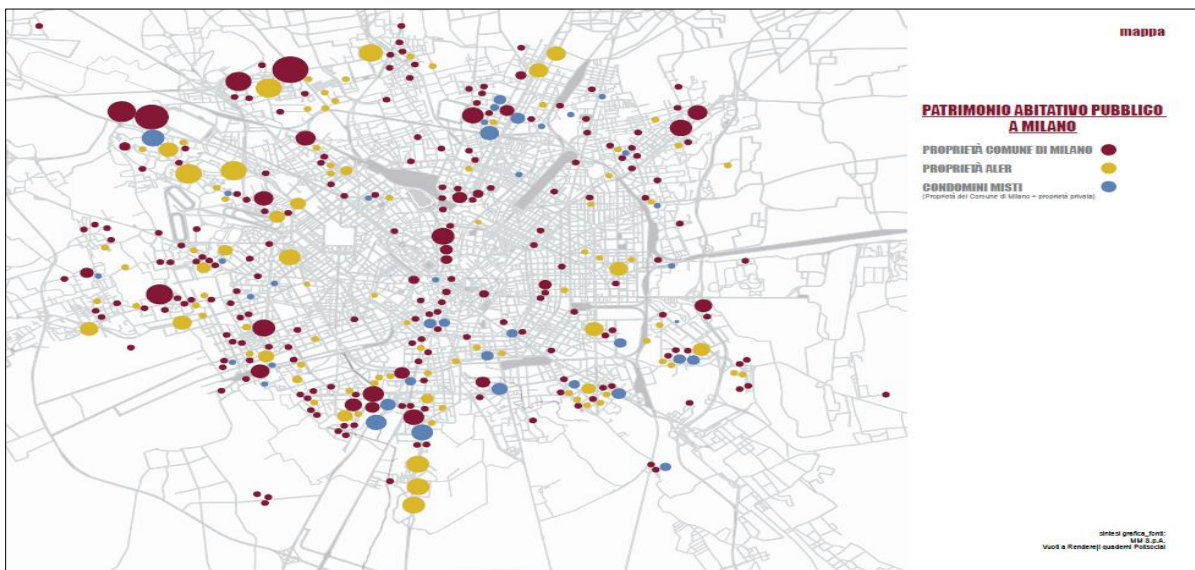 mappa
PATRIMONIO ABITATIVO PUBBLICO
A MILANO
PROPRIETÀ COMUNE DI MILANO
PROPRIETÀ ALER
CONDOMINI MISTI
(Proprietà del Comune di Milano + proprietà privata)
sintesi grafica_fonti:
MM S.p.A.
Vuoti a Rendere_i quaderni Polisocial